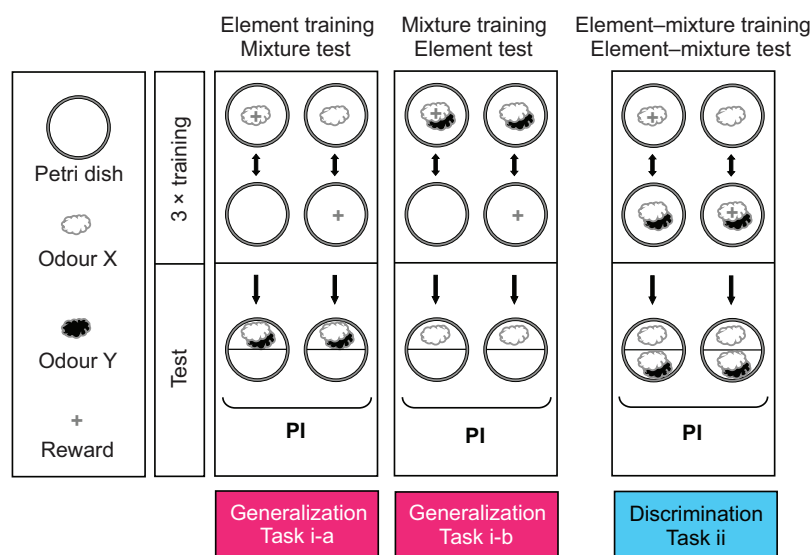 Element training
Mixture test
Mixture training
Element test
Element–mixture training
Element–mixture test
Petri dish
Odour X
Odour Y
+
Reward
3 × training
Test
PI
PI
PI
Generalization
Task i-a
Generalization
Task i-b
Discrimination
Task ii